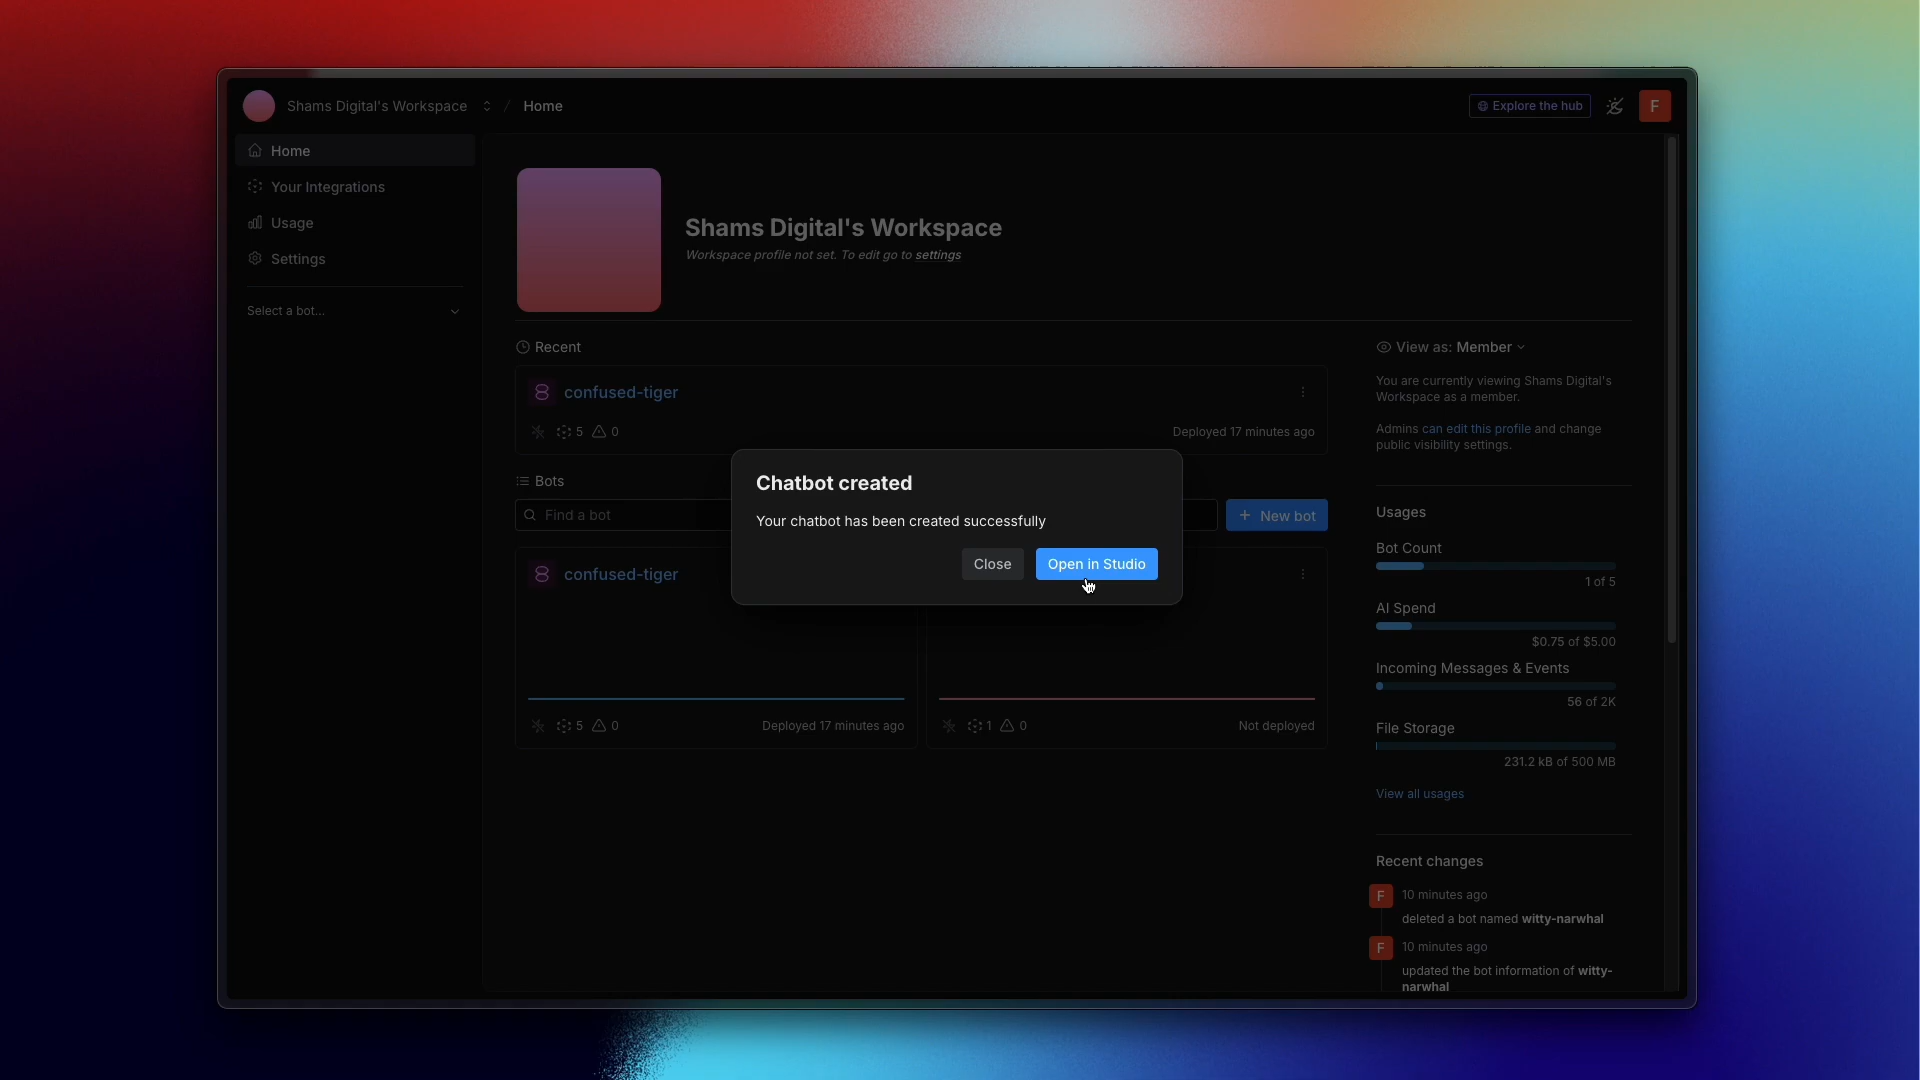 Shams Digital's Workspace / Home
Explore the hub
F
Home
Your Integrations
Usage
Settings
Select a bot...
Shams Digital's Workspace
Workspace profile not set. To edit go to settings
Recent
confused-tiger
5 0
Deployed 17 minutes ago
Bots
Find a bot
New bot
confused-tiger
5 0
Deployed 17 minutes ago
1 0
Not deployed
Chatbot created
Your chatbot has been created successfully
Close
Open in Studio
View as: Member
You are currently viewing Shams Digital's
Workspace as a member.
Admins can edit this profile and change
public visibility settings.
Usages
Bot Count
1 of 5
AI Spend
$0.75 of $5.00
Incoming Messages & Events
56 of 2K
File Storage
231.2 kB of 500 MB
View all usages
Recent changes
F
10 minutes ago
deleted a bot named witty-narwhal
F
10 minutes ago
updated the bot information of witty-
narwhal